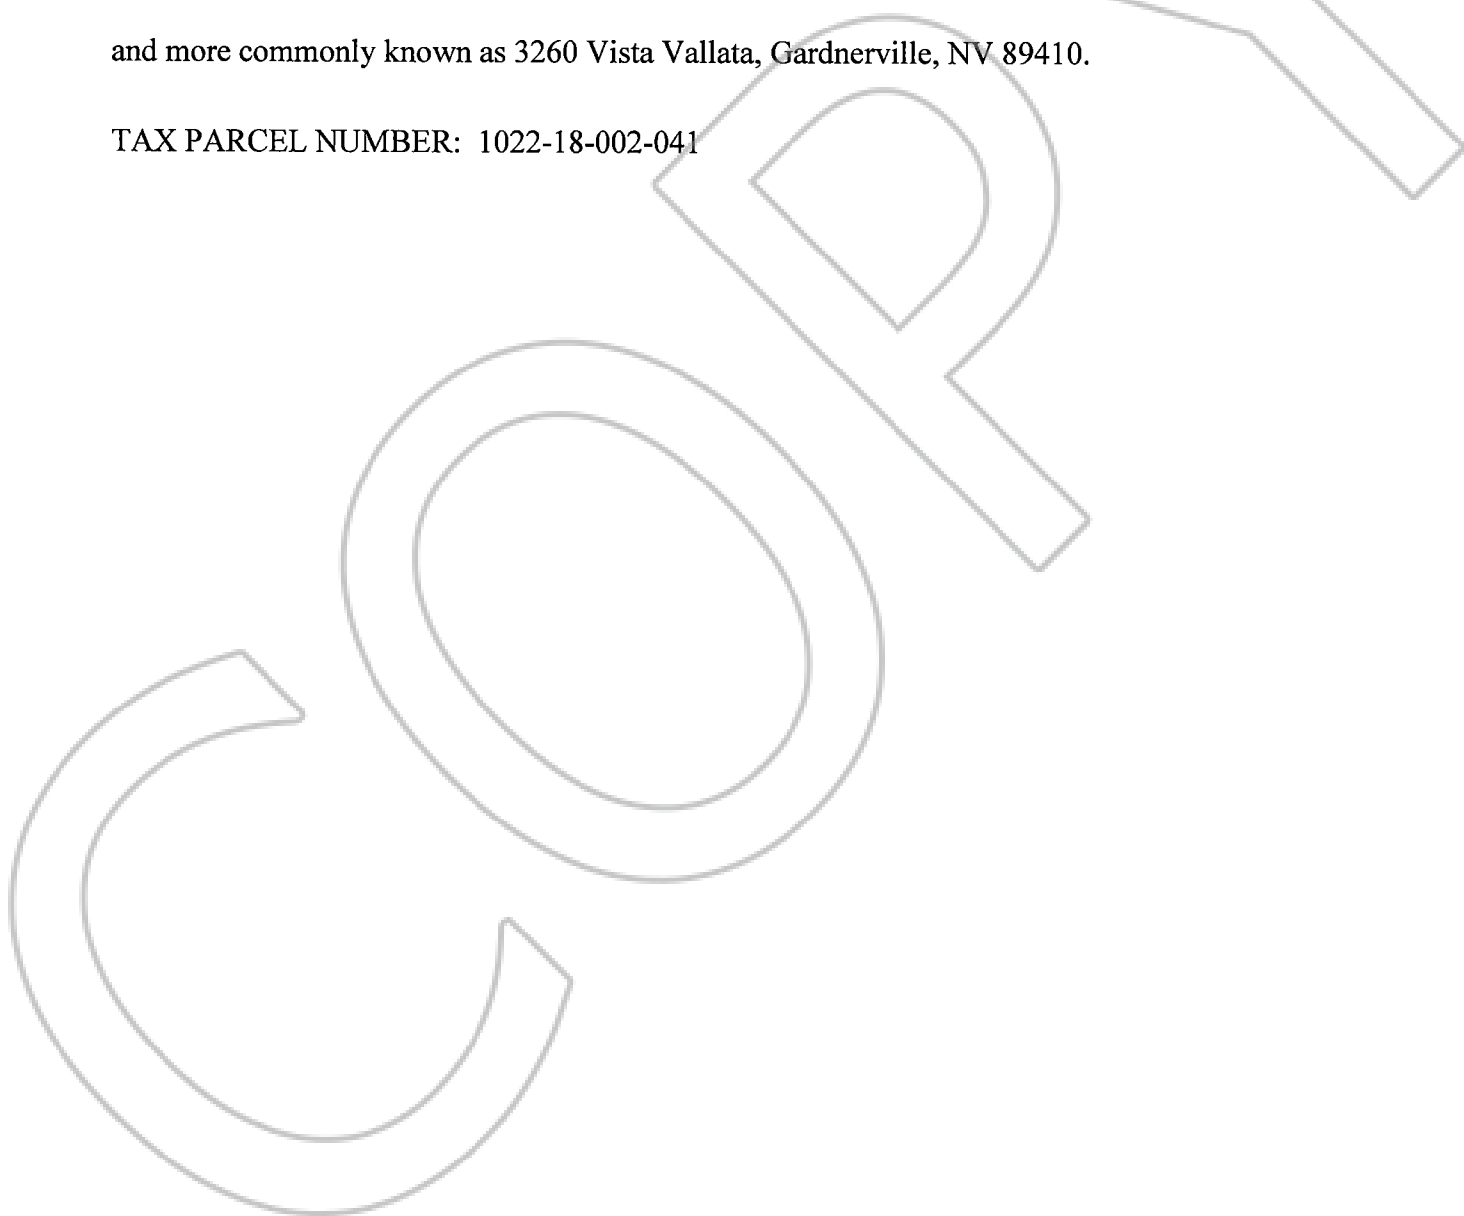 and more commonly known as 3260 Vista Vallata, Gardnerville, NV 89410.
TAX PARCEL NUMBER:  1022-18-002-041
COPY